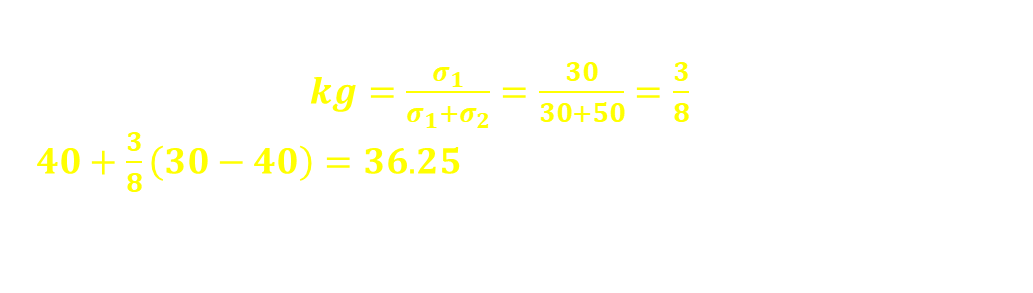 kg = σ₁/(σ₁+σ₂) = 30/(30+50) = 3/8
40 + 3/8 (30 − 40) = 36.25